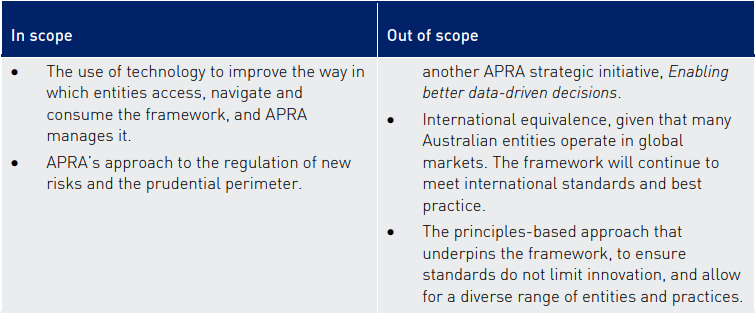 In scope
Out of scope
• The use of technology to improve the way in
which entities access, navigate and
consume the framework, and APRA
manages it.
• APRA's approach to the regulation of new
risks and the prudential perimeter.
another APRA strategic initiative, Enabling
better data-driven decisions.
• International equivalence, given that many
Australian entities operate in global
markets. The framework will continue to
meet international standards and best
practice.
• The principles-based approach that
underpins the framework, to ensure
standards do not limit innovation, and allow
for a diverse range of entities and practices.